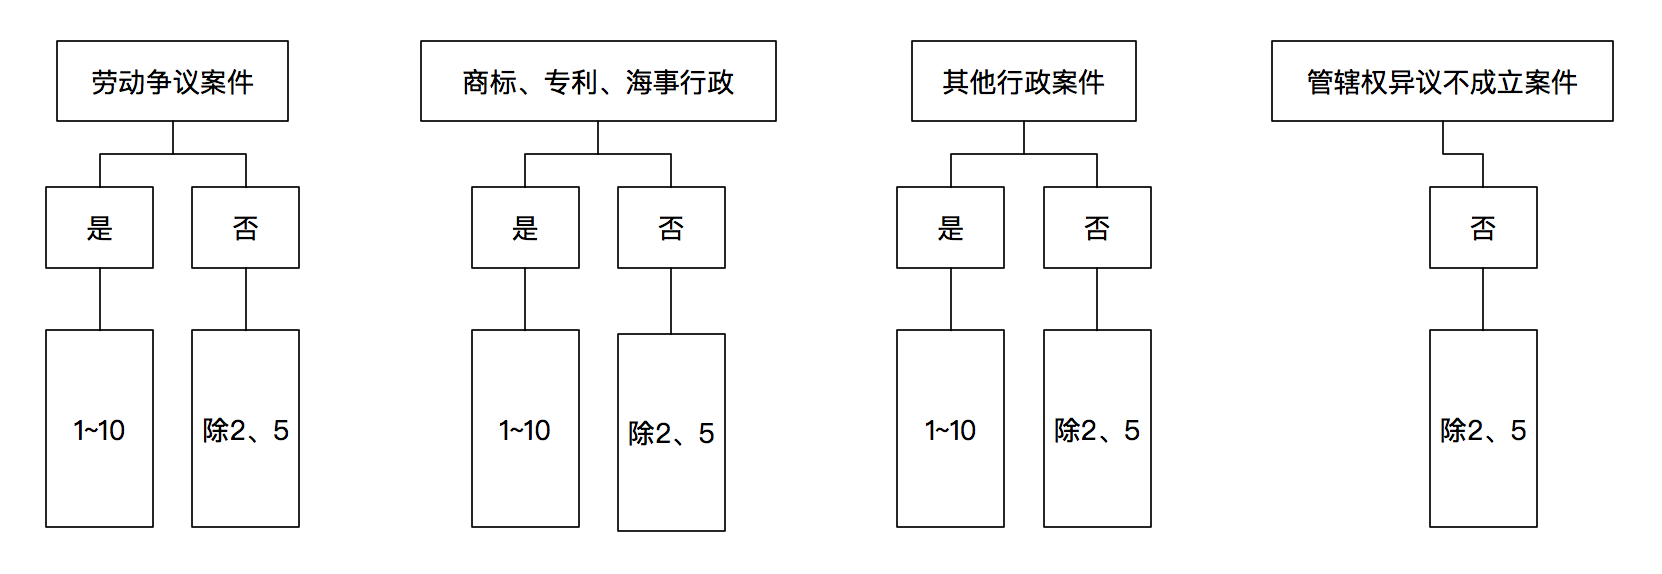 劳动争议案件
商标、专利、海事行政
其他行政案件
管辖权异议不成立案件
是
否
是
否
是
否
否
1~10
除2、5
1~10
除2、5
1~10
除2、5
除2、5